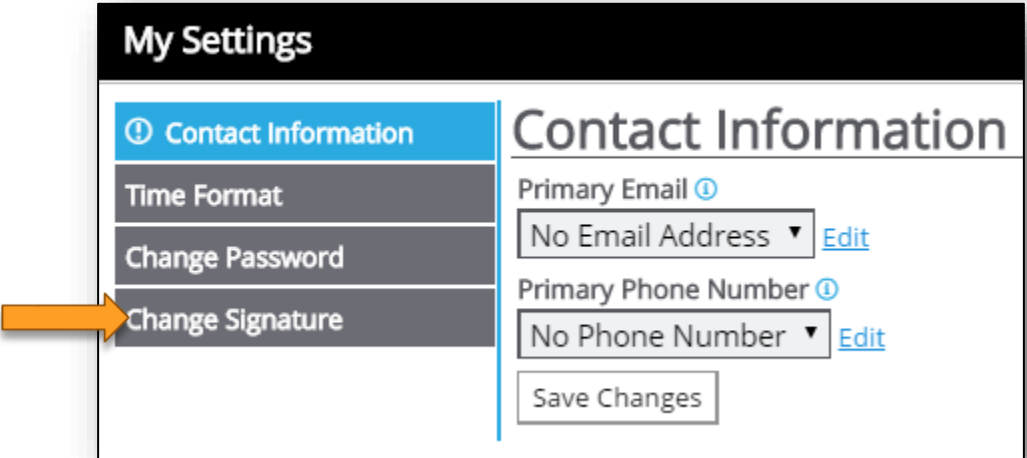 My Settings
Contact Information
Time Format
Change Password
Change Signature
Contact Information
Primary Email
No Email Address
Edit
Primary Phone Number
No Phone Number
Edit
Save Changes